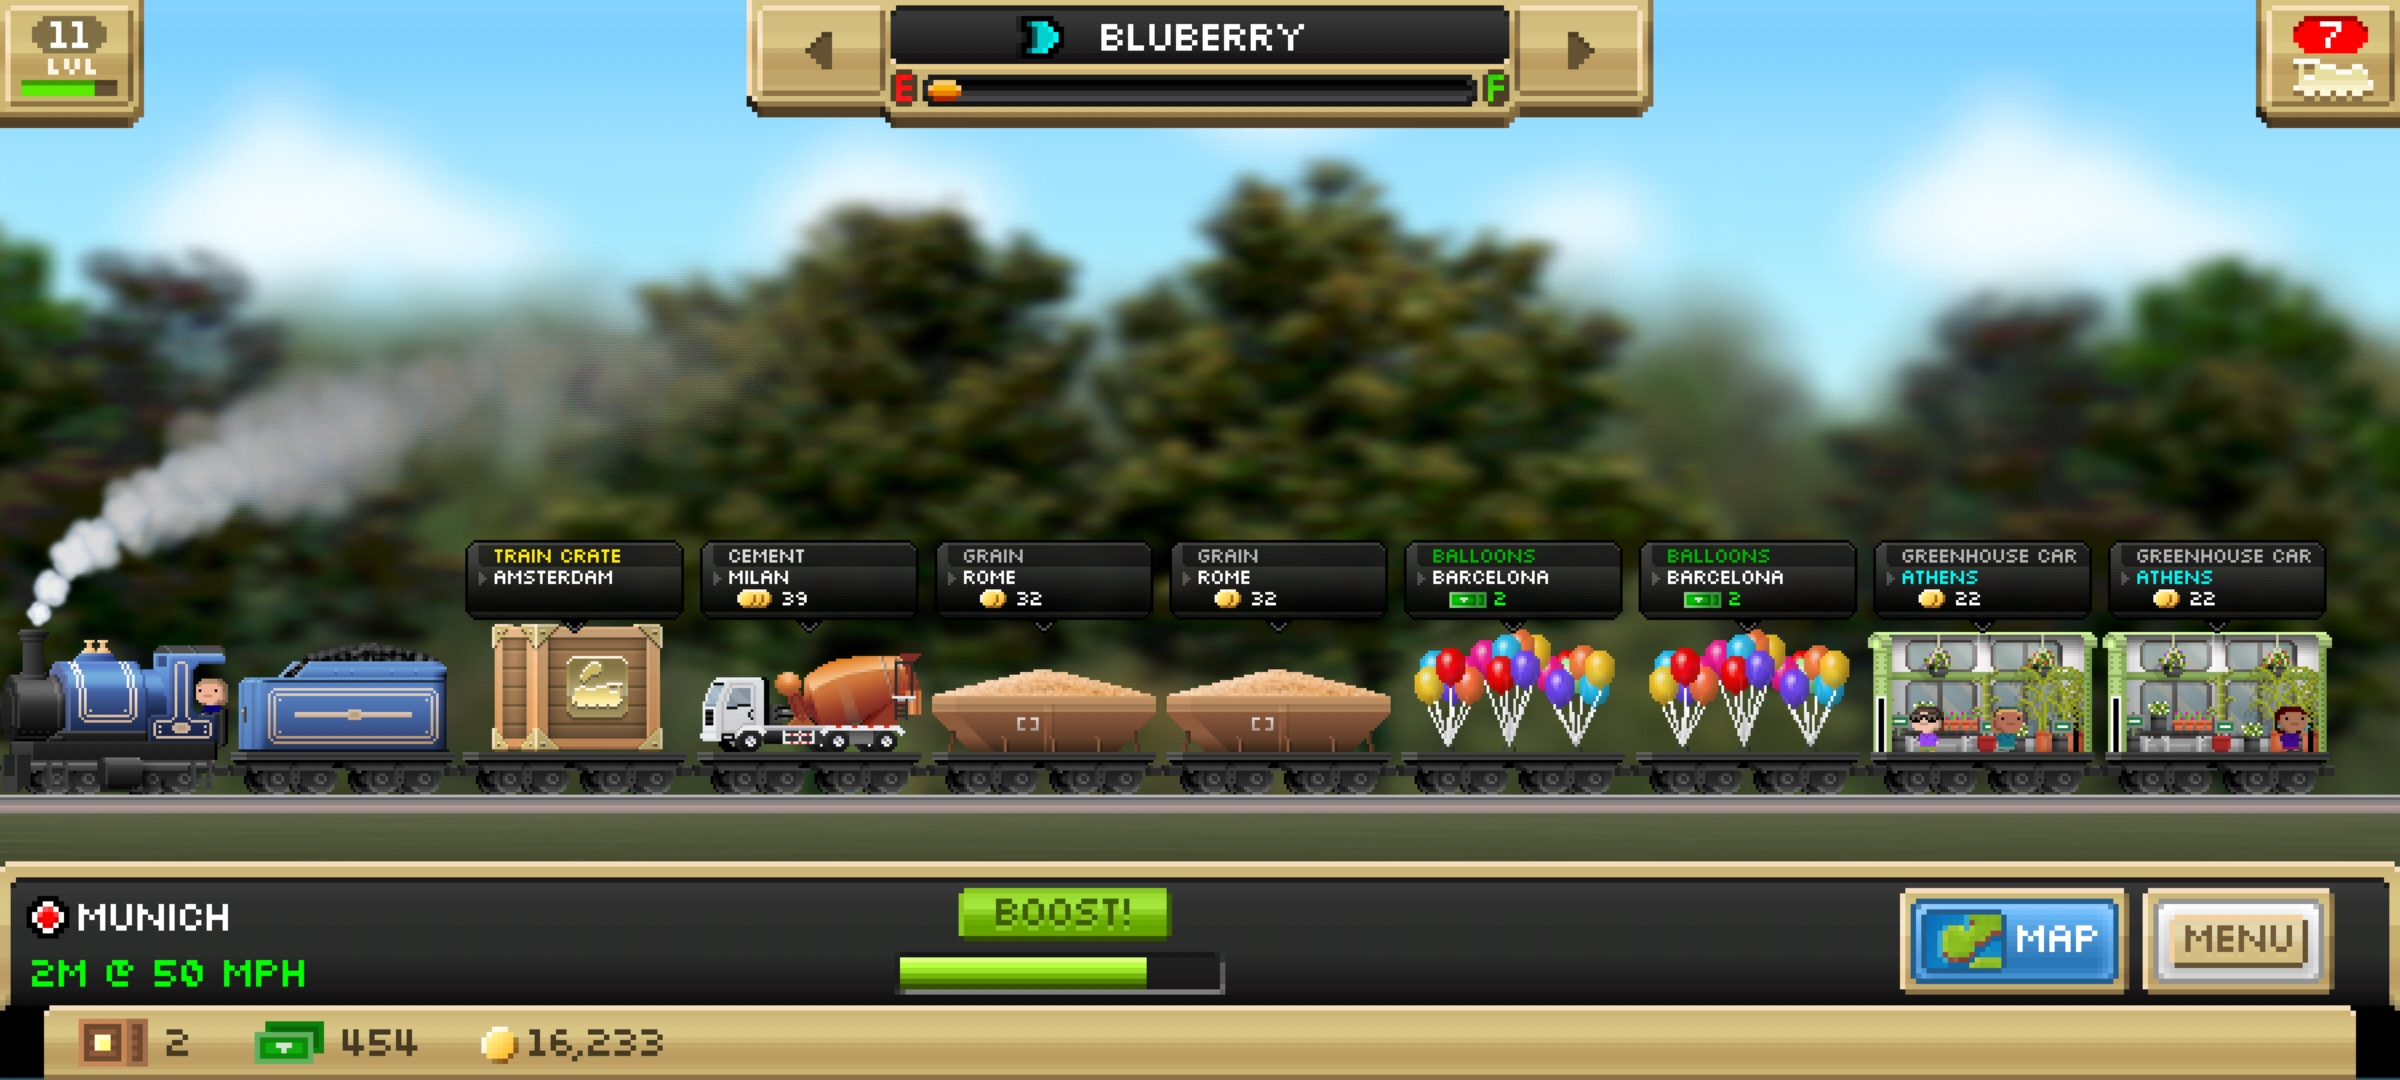 11
LVL
BLUBERRY
E F
7
TRAIN CRATE
AMSTERDAM
CEMENT
MILAN
39
GRAIN
ROME
32
GRAIN
ROME
32
BALLOONS
BARCELONA
2
BALLOONS
BARCELONA
2
GREENHOUSE CAR
ATHENS
22
GREENHOUSE CAR
ATHENS
22
MUNICH
2M @ 50 MPH
BOOST!
MAP
MENU
2
454
16,233